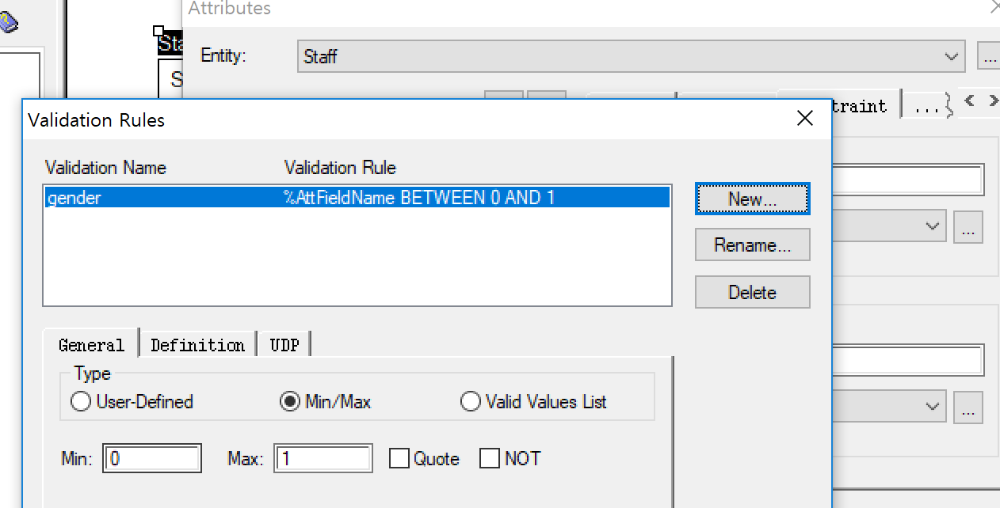 Attributes
Entity: Staff ...
Validation Rules
traint ...
Validation Name Validation Rule
gender %AttFieldName BETWEEN 0 AND 1
New...
Rename...
Delete
...
General Definition UDP
Type
User-Defined Min/Max Valid Values List
...
Min: 0 Max: 1 Quote NOT